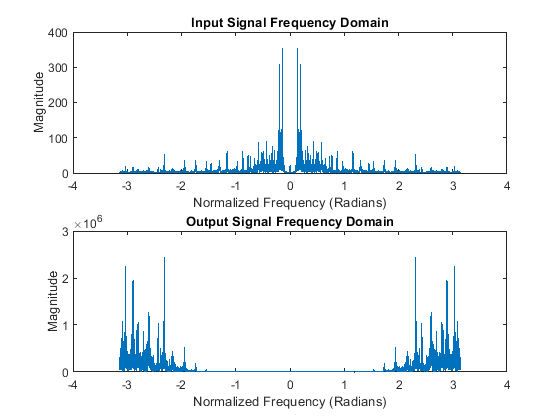 Input Signal Frequency Domain
400
300
200
100
0
Magnitude
-4 -3 -2 -1 0 1 2 3 4
Normalized Frequency (Radians)
×10^6
Output Signal Frequency Domain
3
2
1
0
Magnitude
-4 -3 -2 -1 0 1 2 3 4
Normalized Frequency (Radians)